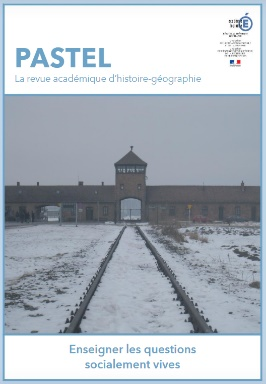 PASTEL
La revue académique d'histoire-géographie
Enseigner les questions
socialement vives